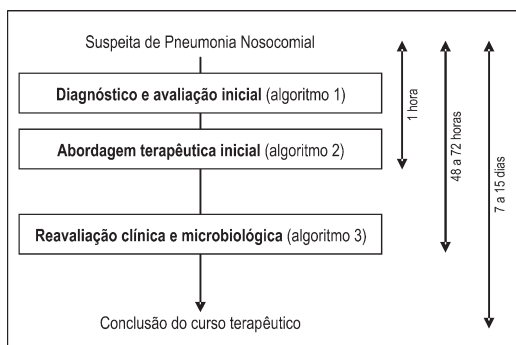 Suspeita de Pneumonia Nosocomial
Diagnóstico e avaliação inicial (algoritmo 1)
Abordagem terapêutica inicial (algoritmo 2)
Reavaliação clínica e microbiológica (algoritmo 3)
Conclusão do curso terapêutico
1 hora
48 a 72 horas
7 a 15 dias